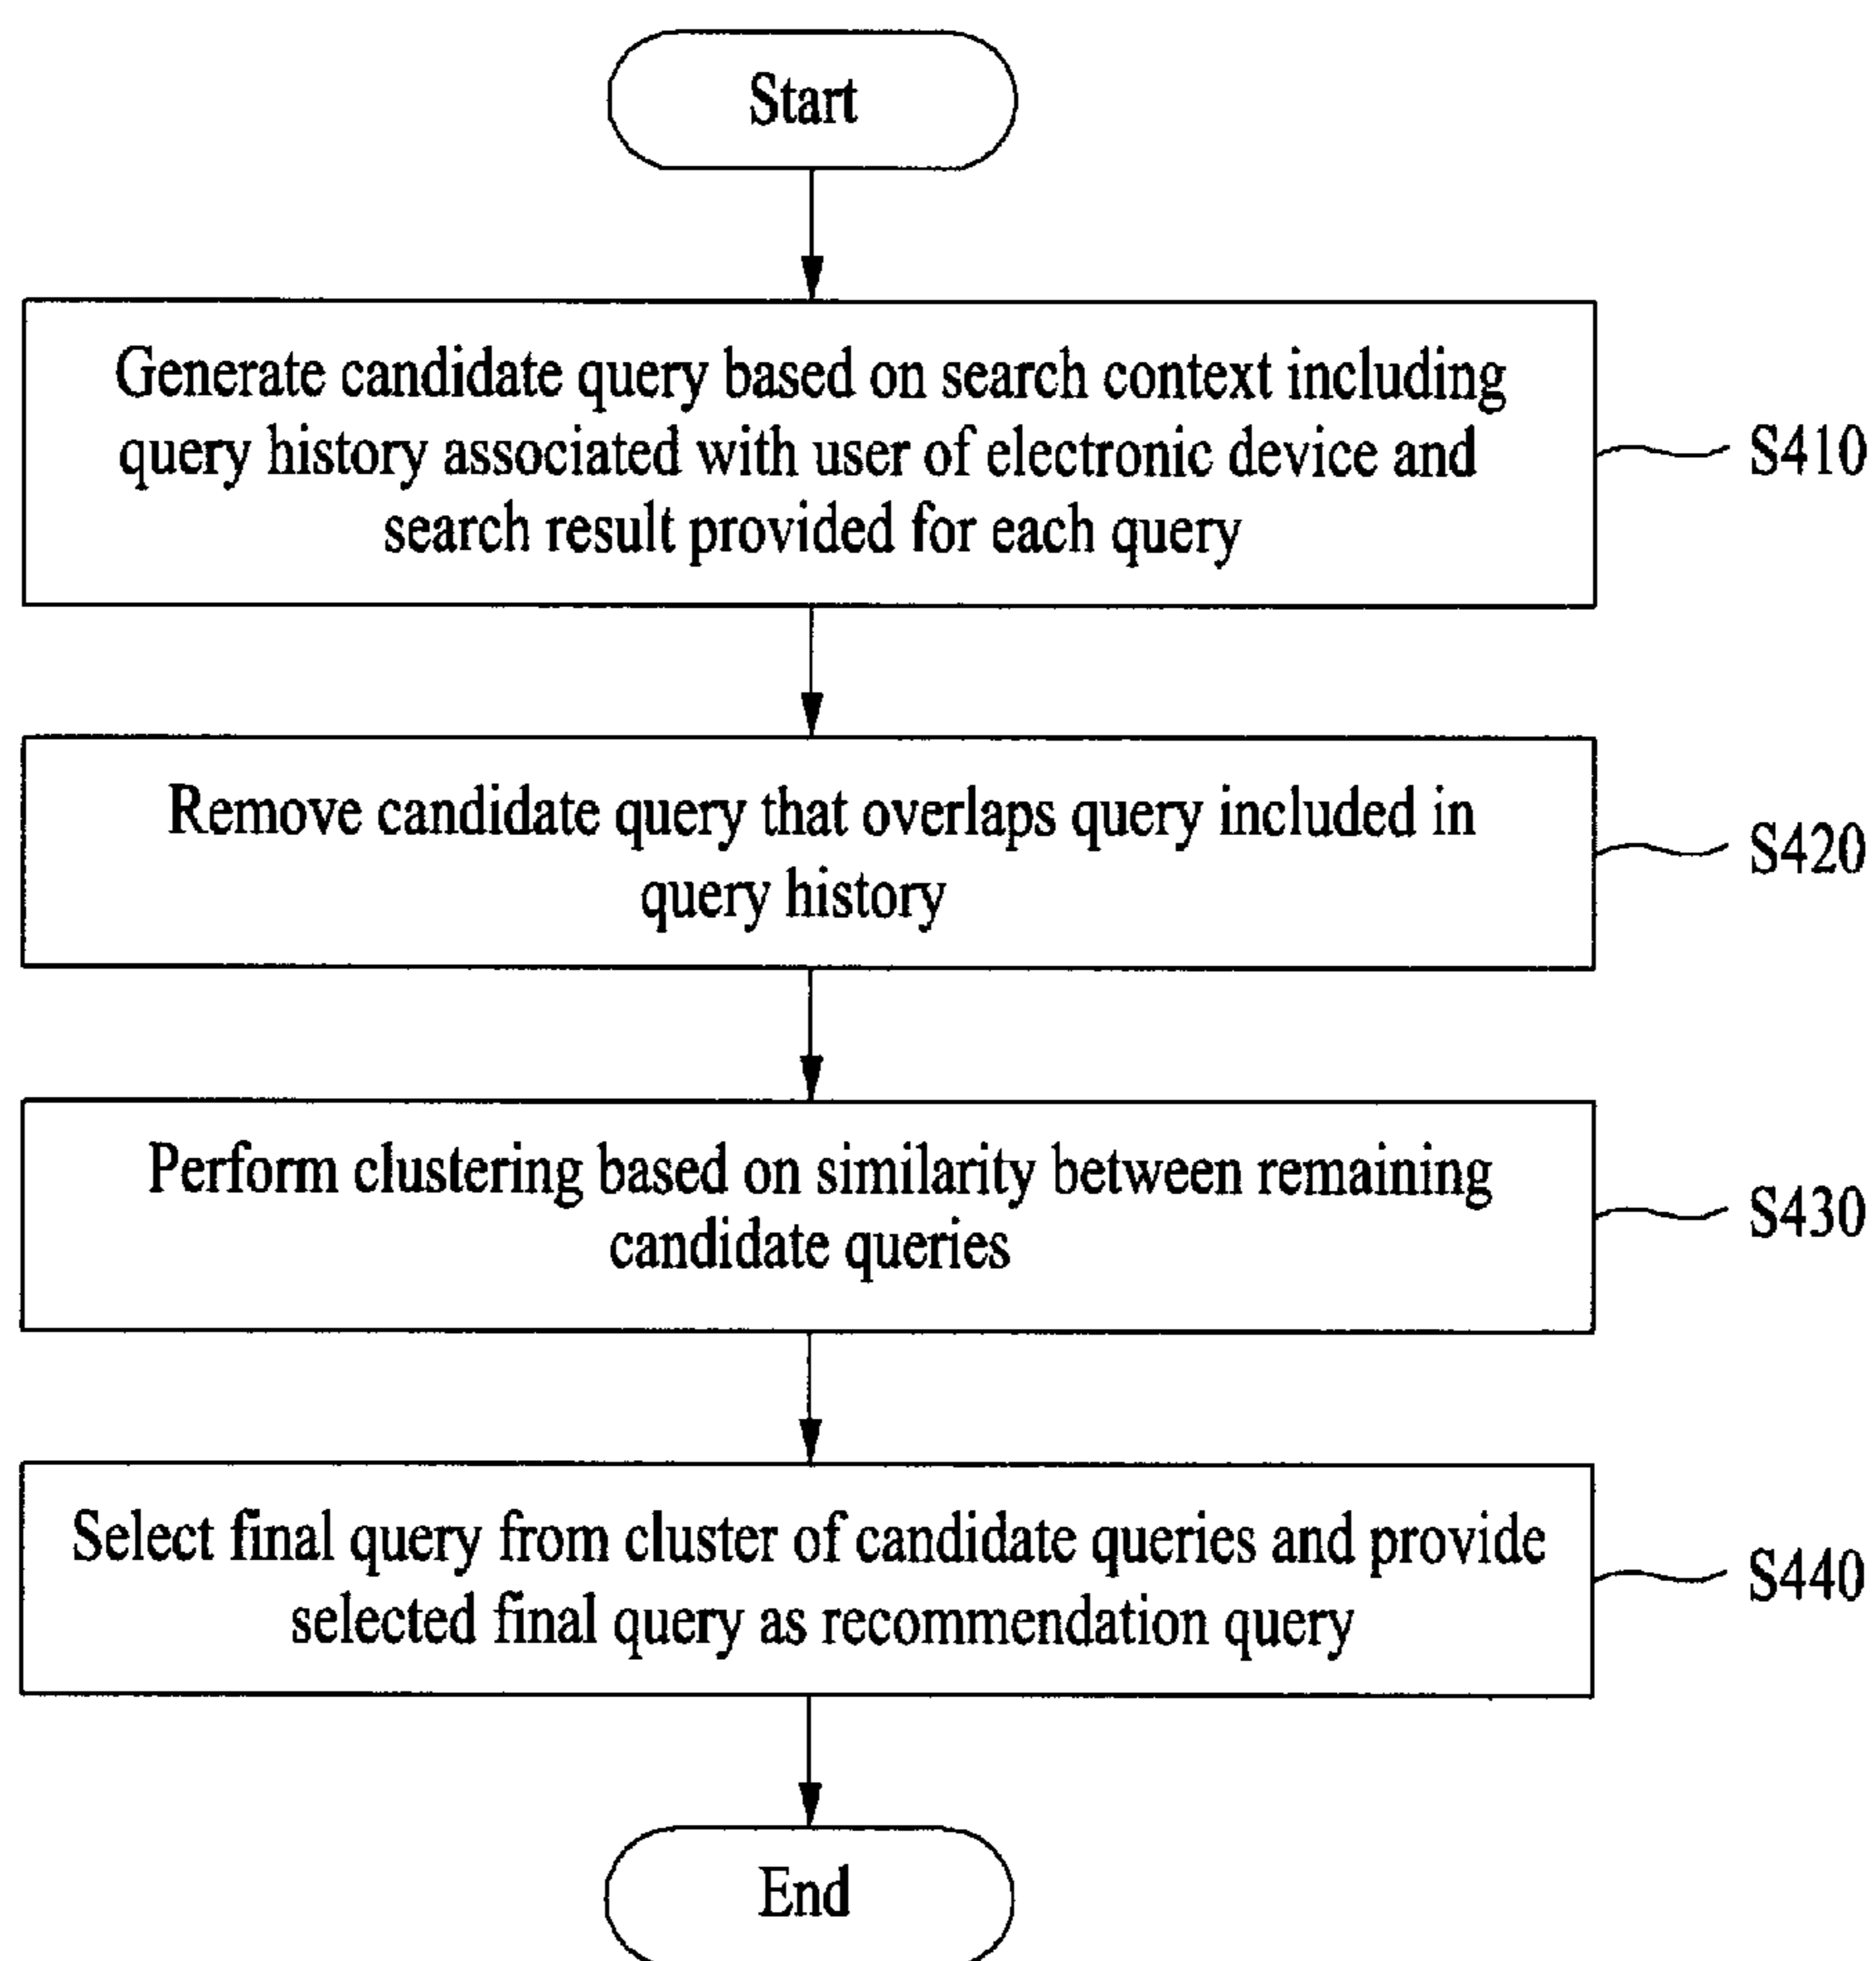 Start
Generate candidate query based on search context including
query history associated with user of electronic device and
search result provided for each query
S410
Remove candidate query that overlaps query included in
query history
S420
Perform clustering based on similarity between remaining
candidate queries
S430
Select final query from cluster of candidate queries and provide
selected final query as recommendation query
S440
End